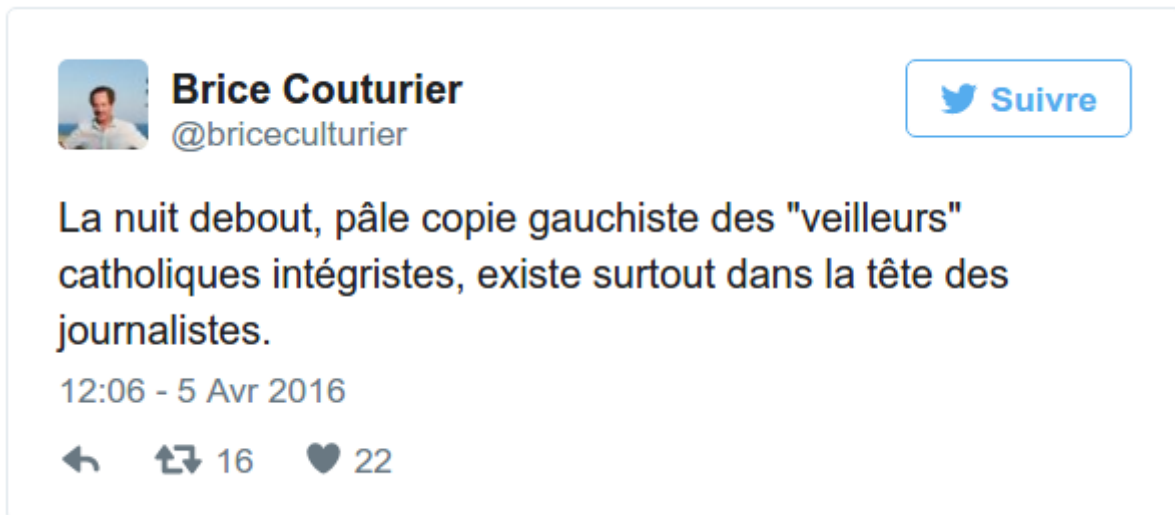 Brice Couturier
@briceculturier
Suivre
La nuit debout, pâle copie gauchiste des "veilleurs"
catholiques intégristes, existe surtout dans la tête des
journalistes.
12:06 - 5 Avr 2016
16 22